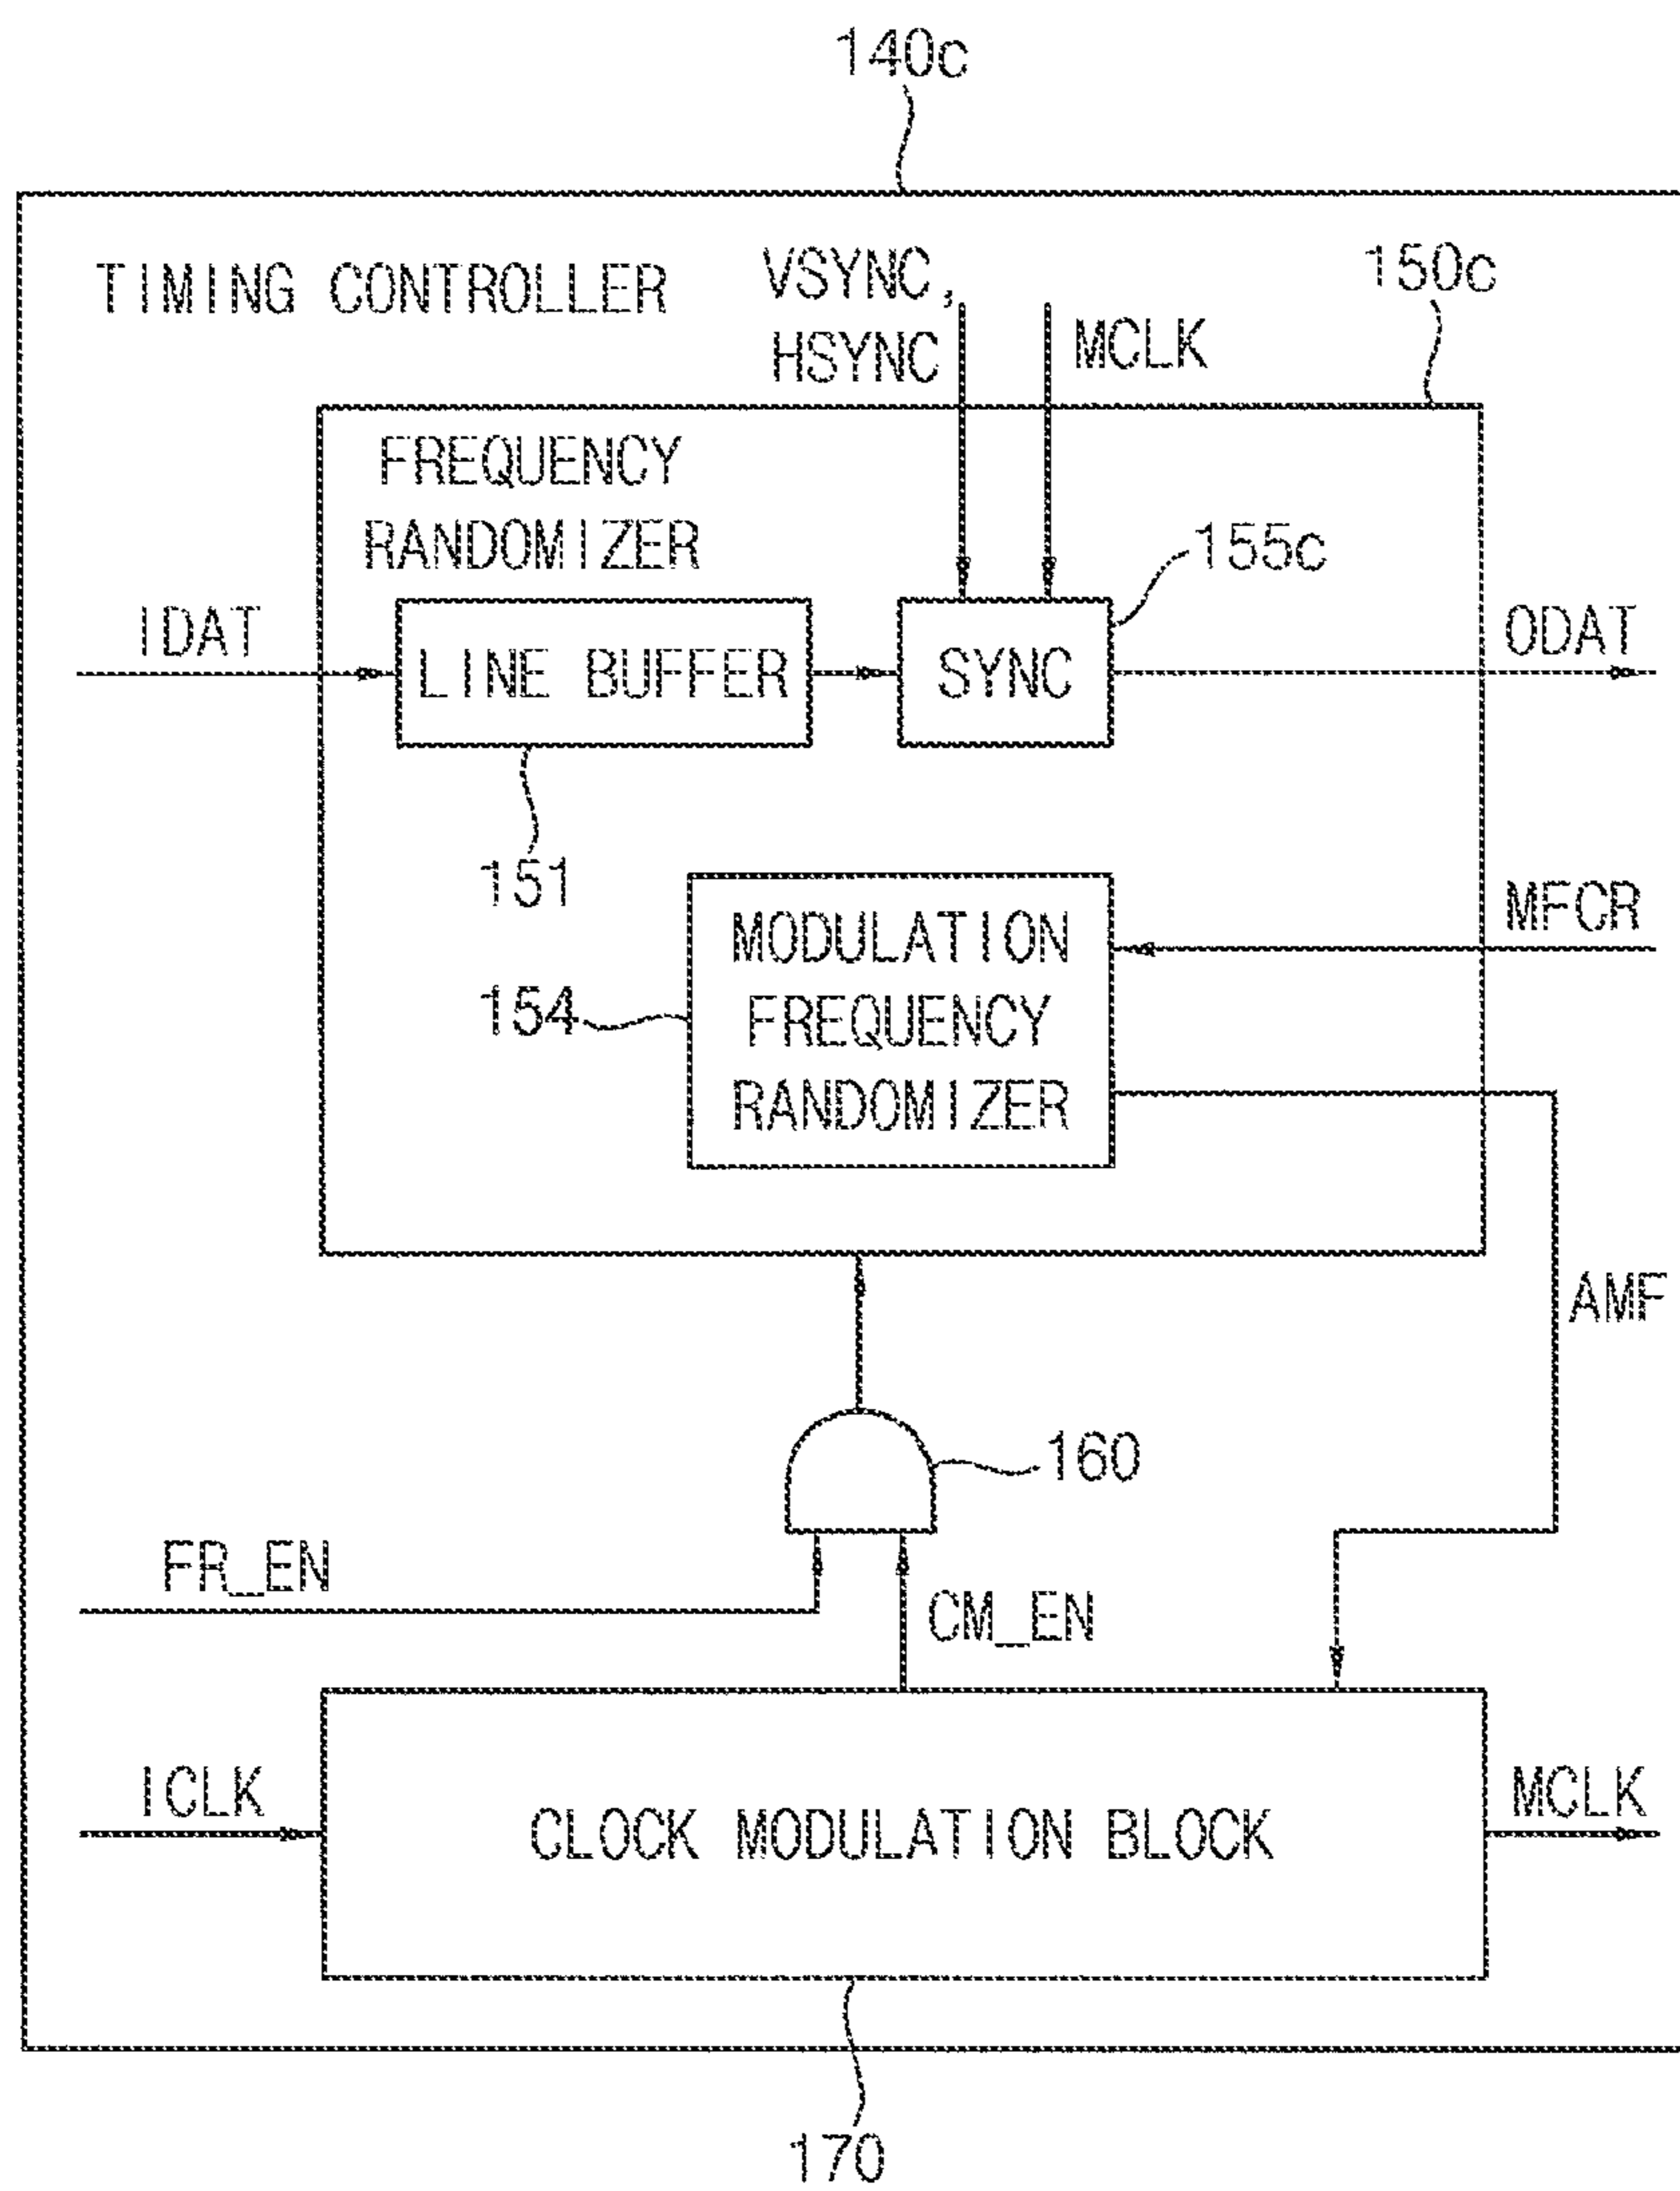 140c
TIMING CONTROLLER
VSYNC,
HSYNC
MCLK
150c
FREQUENCY
RANDOMIZER
155c
IDAT
LINE BUFFER
SYNC
ODAT
151
MODULATION
FREQUENCY
RANDOMIZER
MFCR
154
AMF
160
FR_EN
CM_EN
ICLK
CLOCK MODULATION BLOCK
MCLK
170